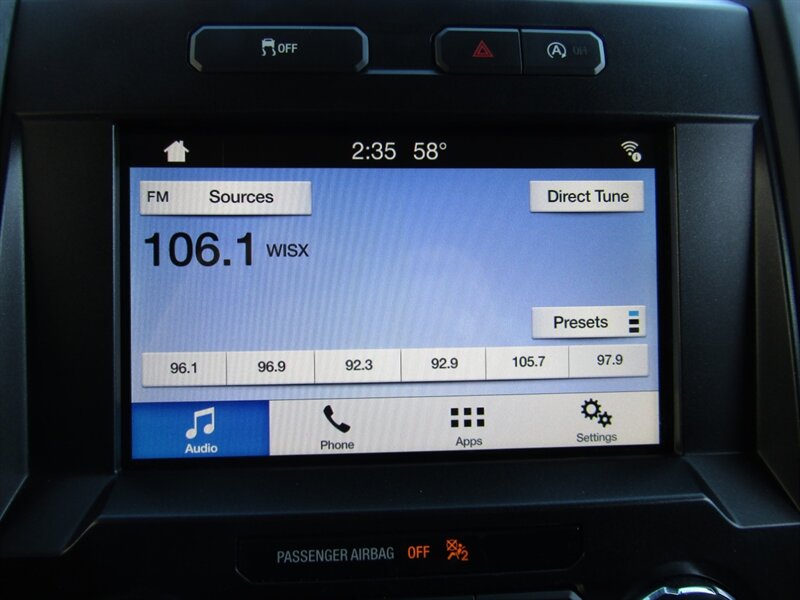 OFF
A OFF
2:35 58°
FM Sources Direct Tune
106.1 WISX
Presets
96.1 96.9 92.3 92.9 105.7 97.9
Audio Phone Apps Settings
PASSENGER AIRBAG OFF 2